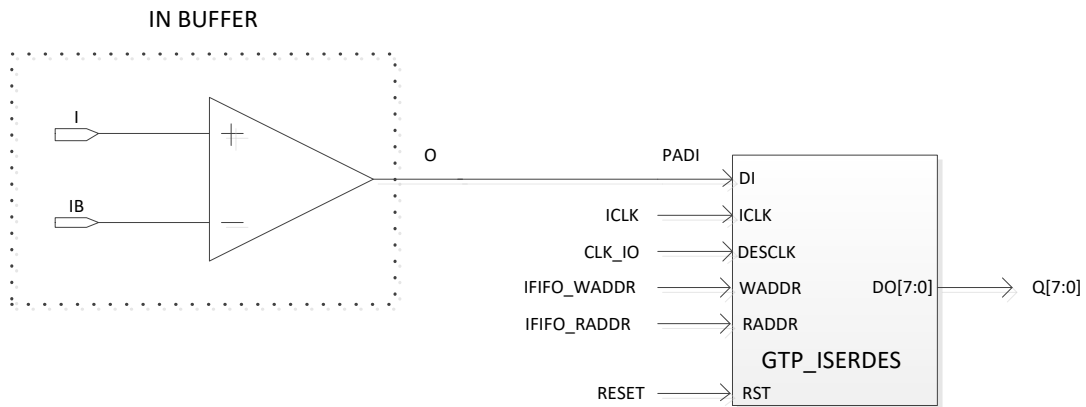 IN BUFFER
I
+
O
PADI
DI
IB
−
ICLK
ICLK
CLK_IO
DESCLK
IFIFO_WADDR
WADDR
DO[7:0]
Q[7:0]
IFIFO_RADDR
RADDR
GTP_ISERDES
RESET
RST